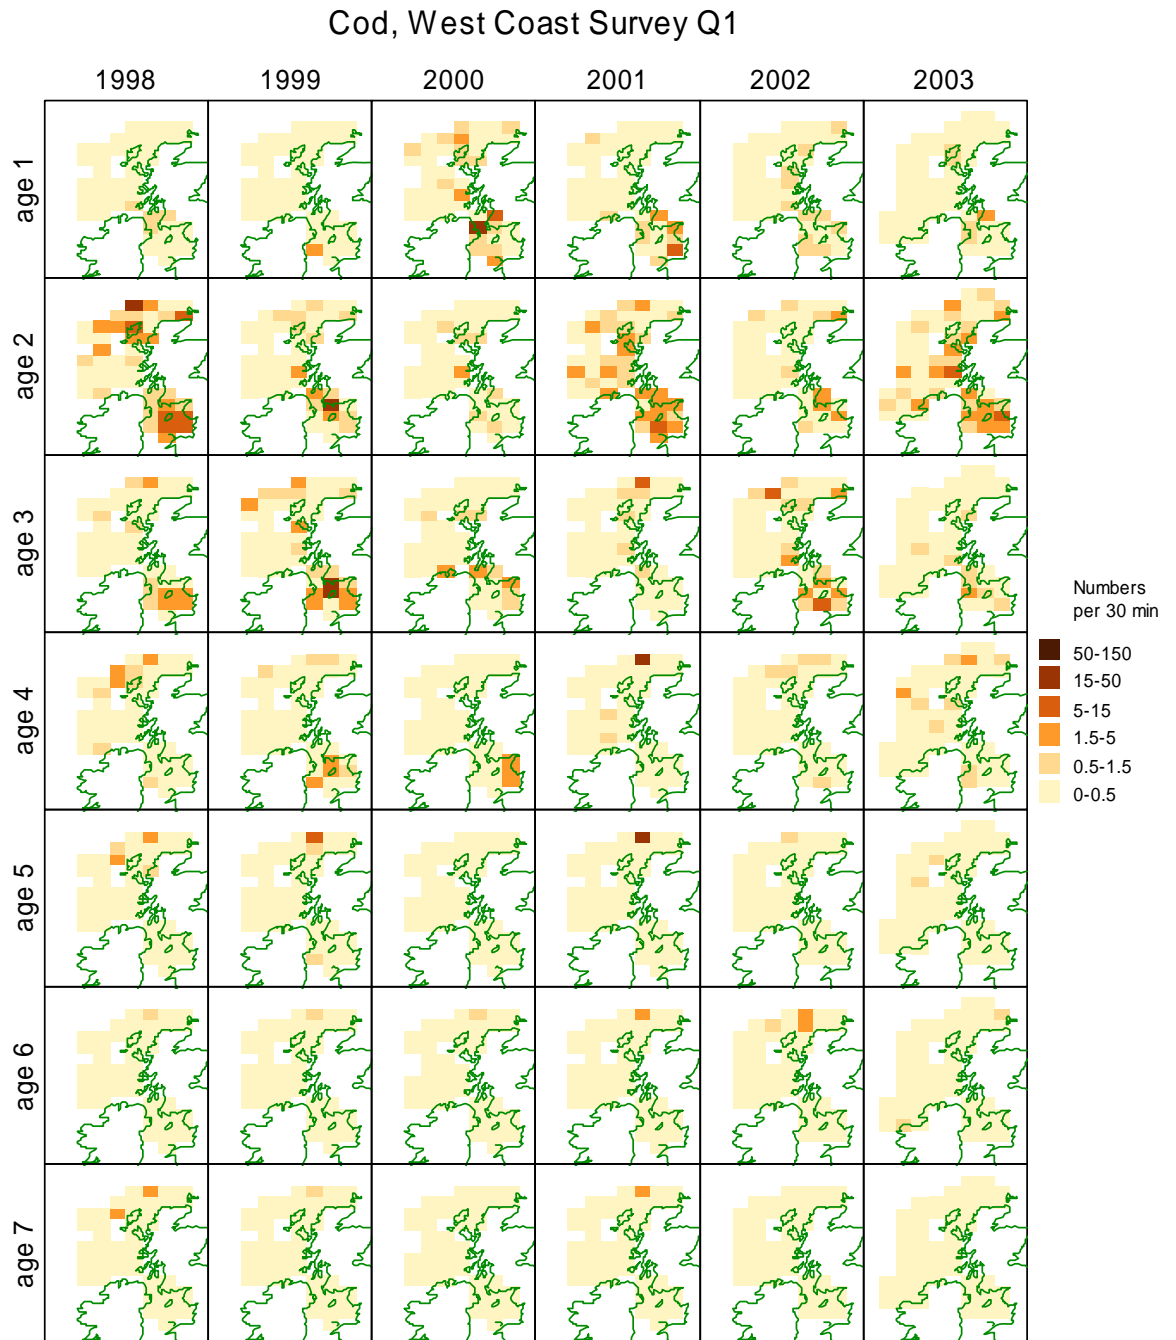 Cod, West Coast Survey Q1
1998 1999 2000 2001 2002 2003
age 1
age 2
age 3
age 4
age 5
age 6
age 7
Numbers
per 30 min
50-150
15-50
5-15
1.5-5
0.5-1.5
0-0.5